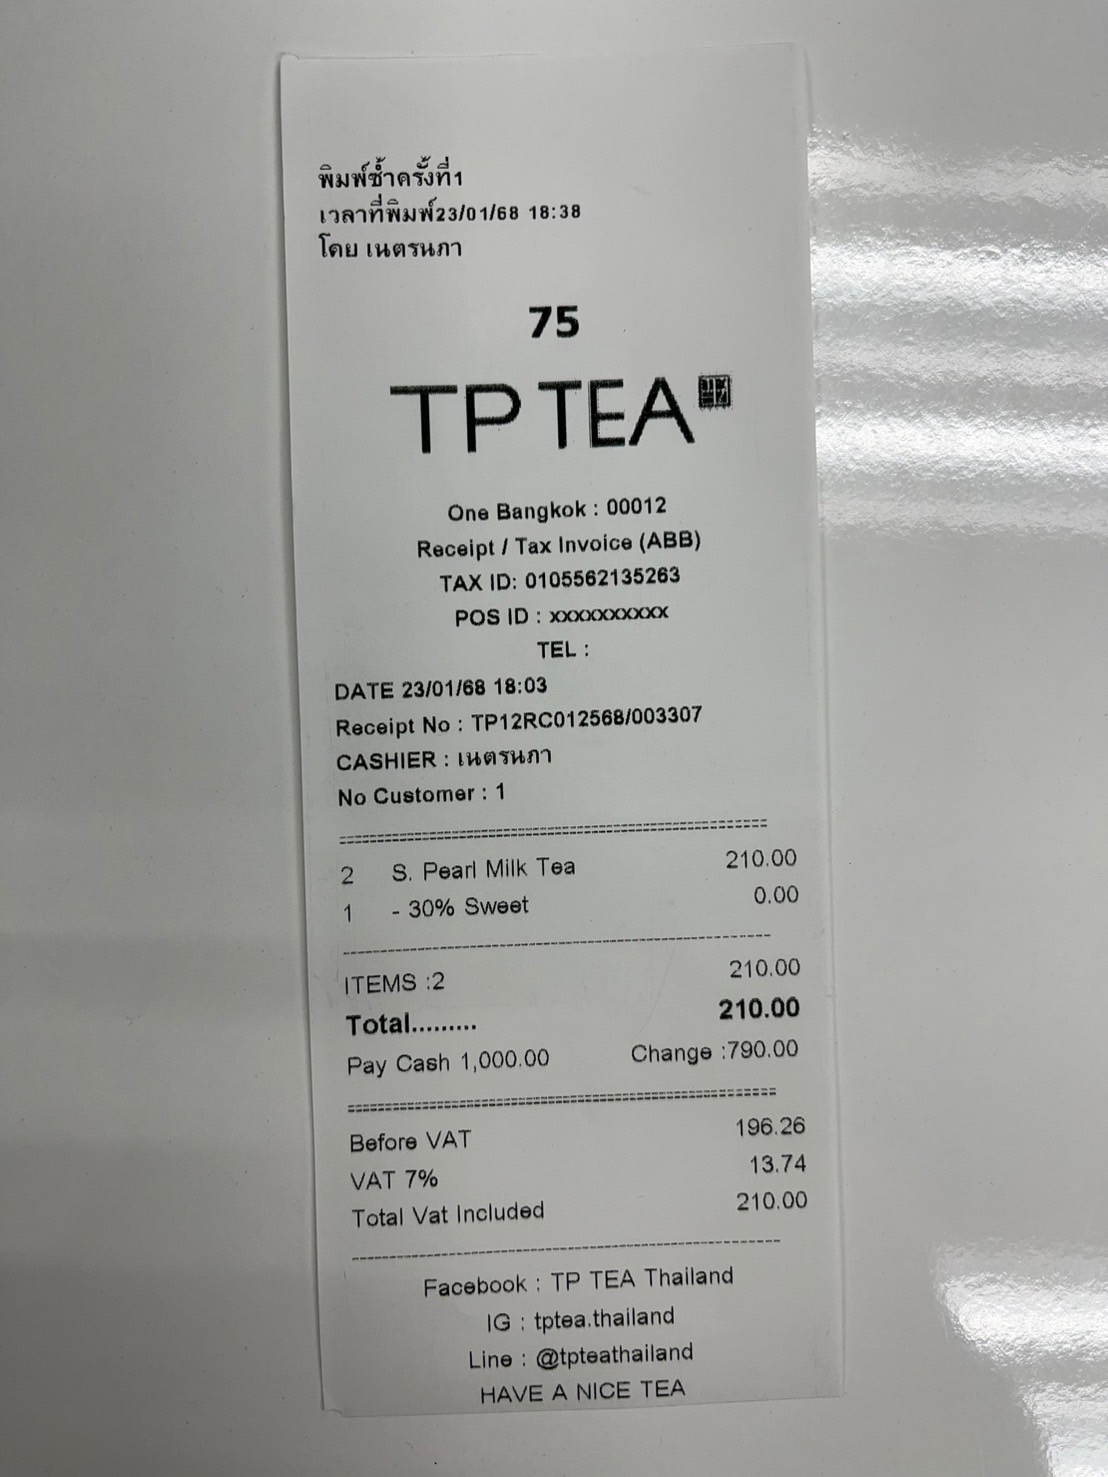 พิมพ์ซ้ำครั้งที่1
เวลาที่พิมพ์23/01/68 18:38
โดย เนตรนภา
75
TP TEA
One Bangkok : 00012
Receipt / Tax Invoice (ABB)
TAX ID: 0105562135263
POS ID : xxxxxxxxxx
TEL :
DATE 23/01/68 18:03
Receipt No : TP12RC012568/003307
CASHIER : เนตรนภา
No Customer : 1
2 S. Pearl Milk Tea 210.00
1 - 30% Sweet 0.00
ITEMS :2 210.00
Total......... 210.00
Pay Cash 1,000.00 Change :790.00
Before VAT 196.26
VAT 7% 13.74
Total Vat Included 210.00
Facebook : TP TEA Thailand
IG : tptea.thailand
Line : @tpteathailand
HAVE A NICE TEA